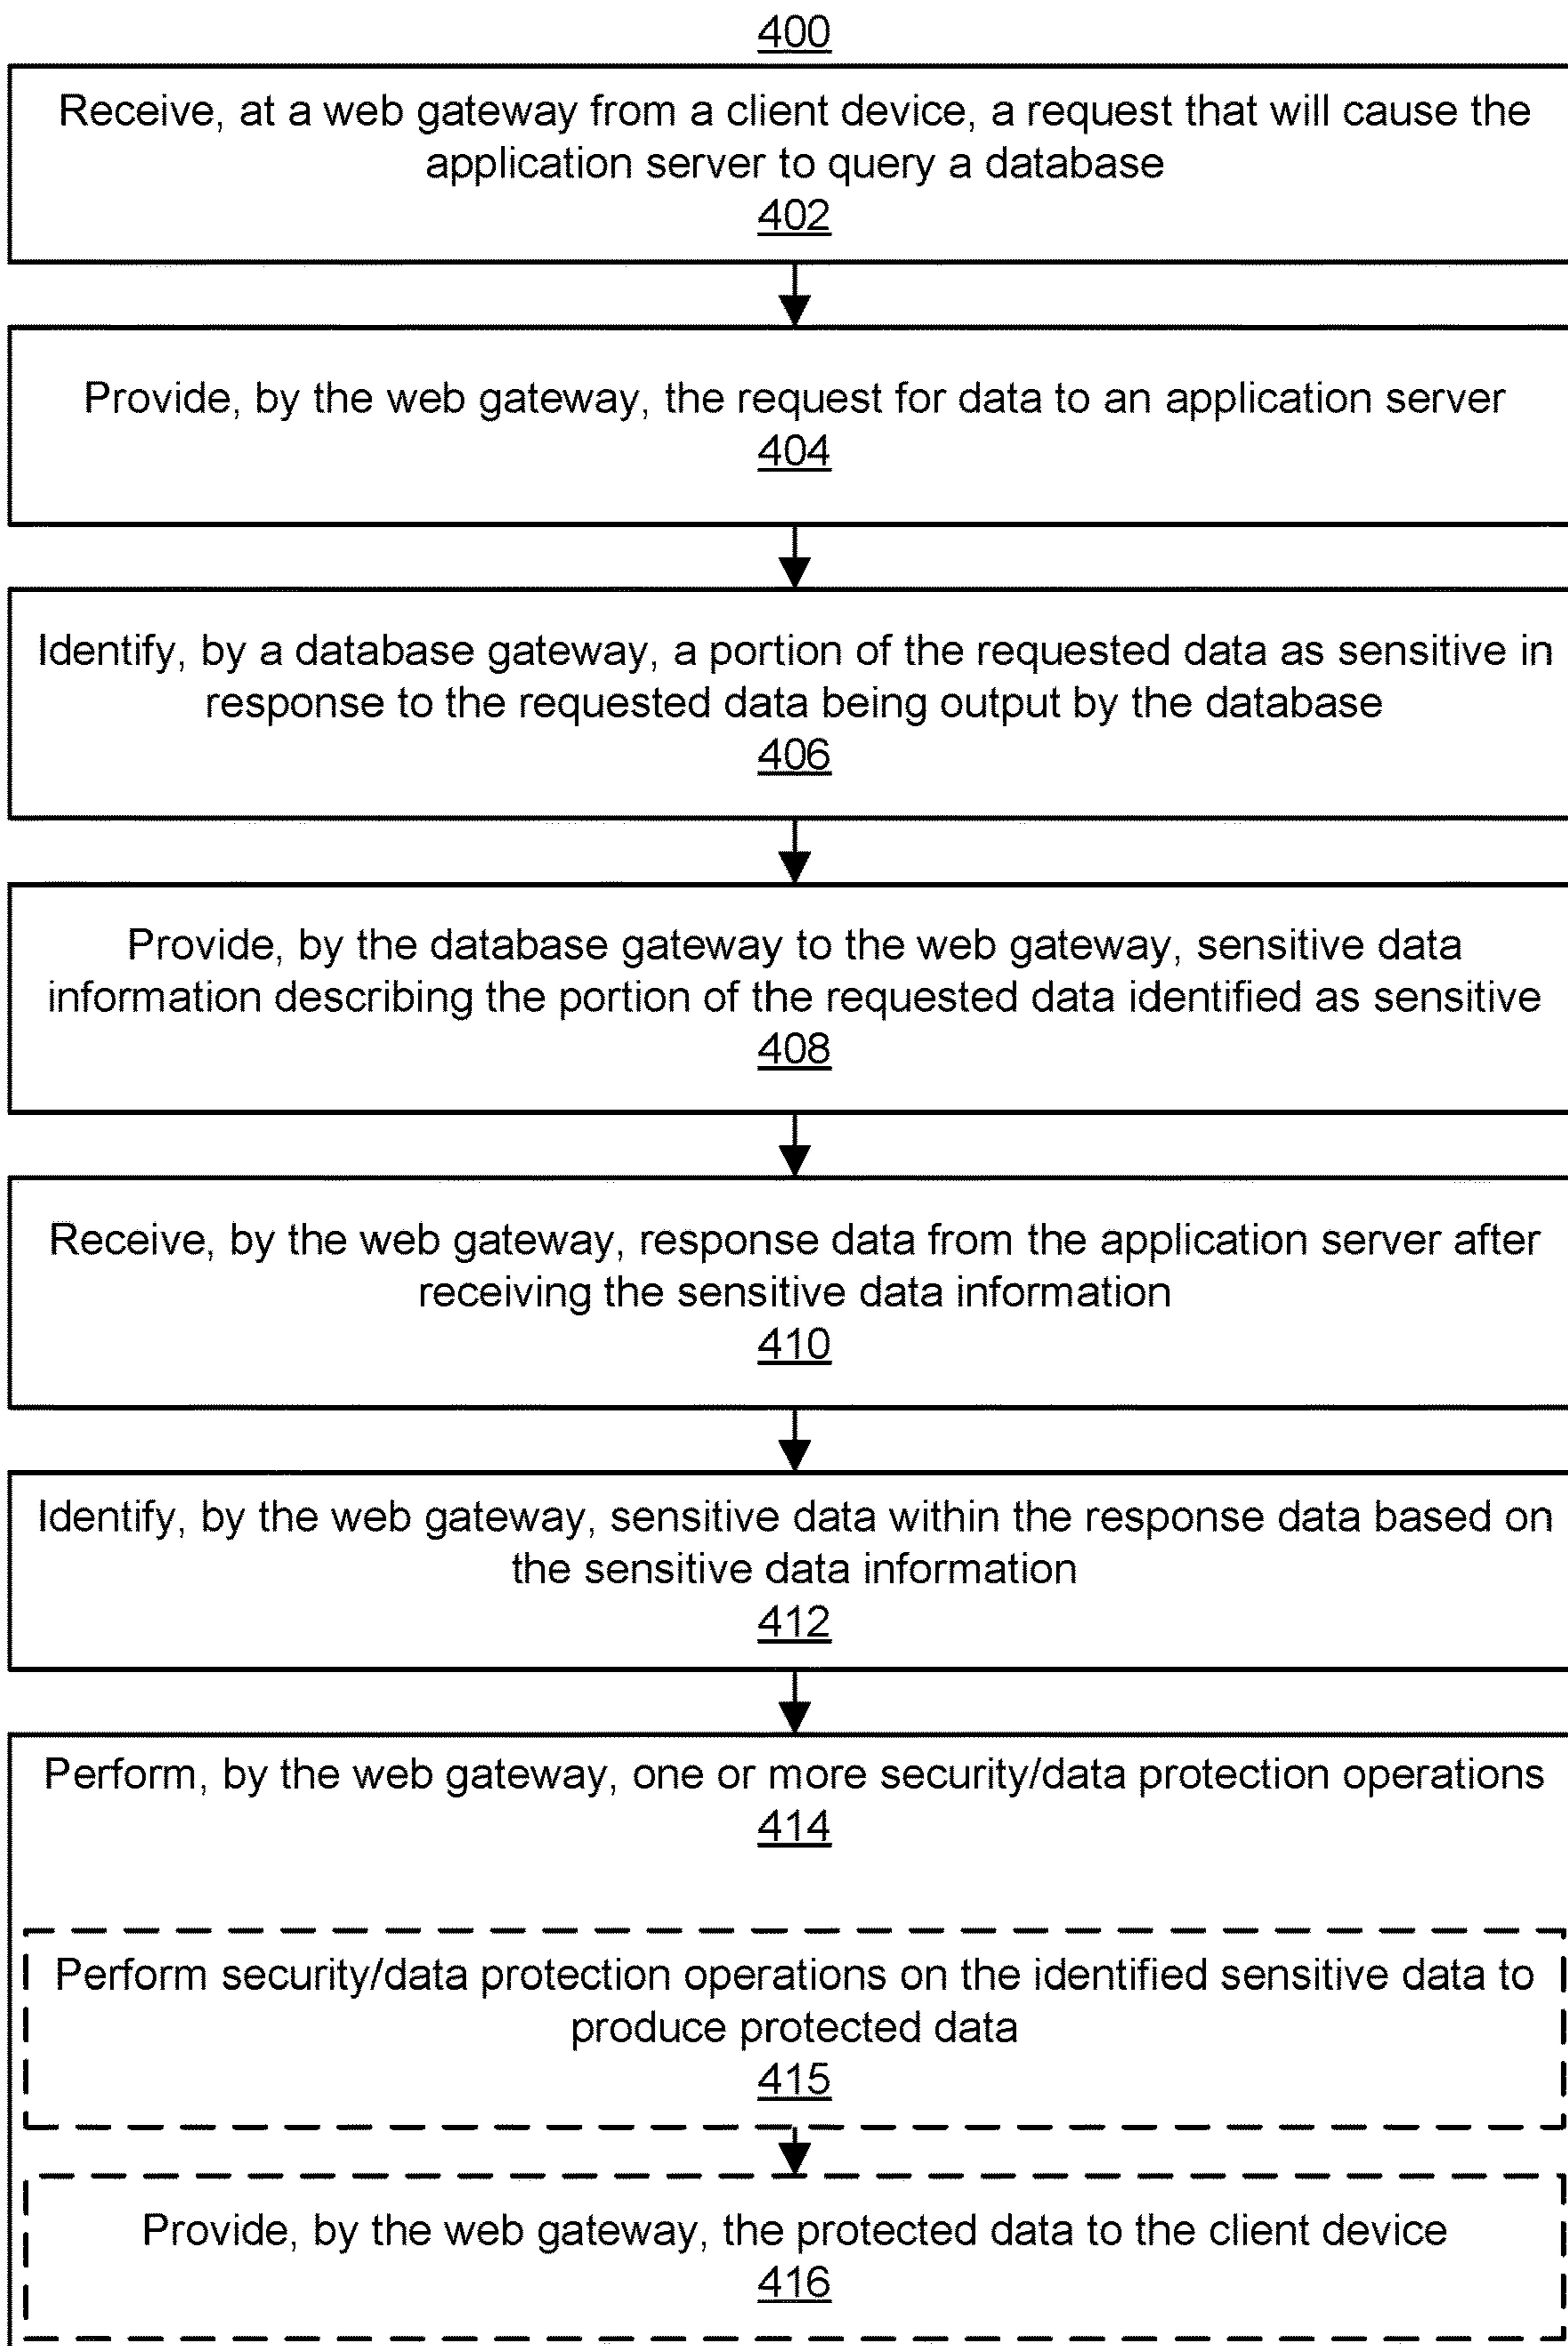 400
Receive, at a web gateway from a client device, a request that will cause the
application server to query a database
402
Provide, by the web gateway, the request for data to an application server
404
Identify, by a database gateway, a portion of the requested data as sensitive in
response to the requested data being output by the database
406
Provide, by the database gateway to the web gateway, sensitive data
information describing the portion of the requested data identified as sensitive
408
Receive, by the web gateway, response data from the application server after
receiving the sensitive data information
410
Identify, by the web gateway, sensitive data within the response data based on
the sensitive data information
412
Perform, by the web gateway, one or more security/data protection operations
414
Perform security/data protection operations on the identified sensitive data to
produce protected data
415
Provide, by the web gateway, the protected data to the client device
416